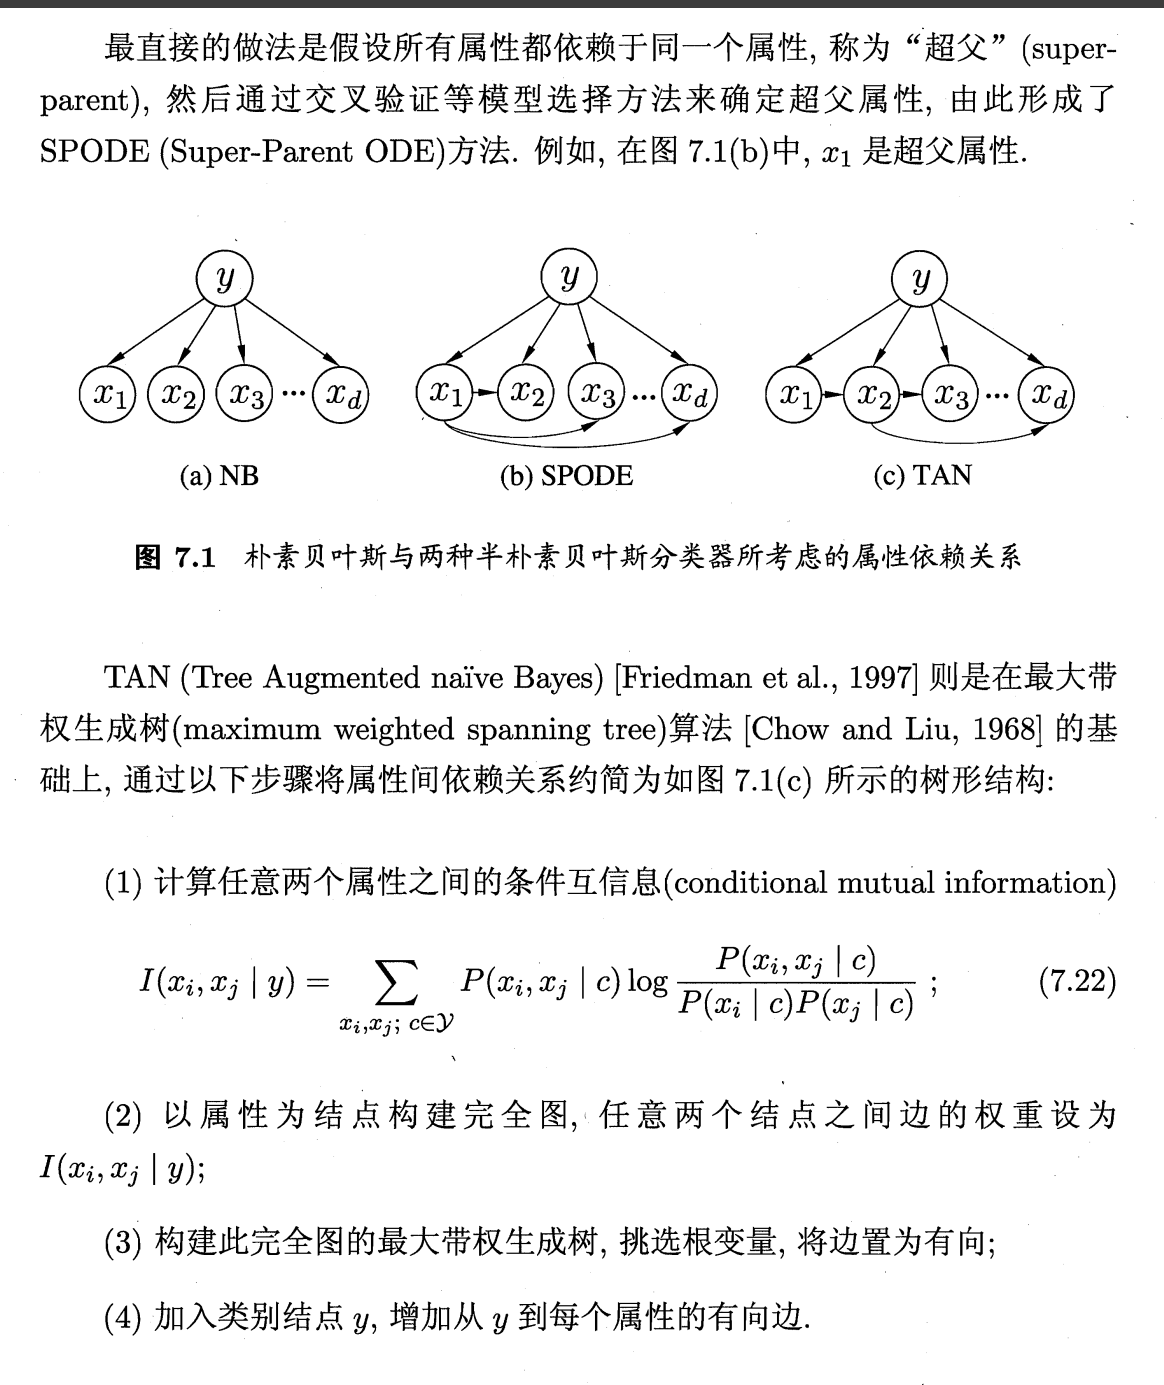 最直接的做法是假设所有属性都依赖于同一个属性, 称为“超父”(super-
parent), 然后通过交叉验证等模型选择方法来确定超父属性, 由此形成了
SPODE (Super-Parent ODE)方法. 例如, 在图 7.1(b)中, x₁ 是超父属性.
y y y
x₁ x₂ x₃ ··· x_d x₁ x₂ x₃ ··· x_d x₁ x₂ x₃ ··· x_d
(a) NB (b) SPODE (c) TAN
图 7.1 朴素贝叶斯与两种半朴素贝叶斯分类器所考虑的属性依赖关系
TAN (Tree Augmented naïve Bayes) [Friedman et al., 1997] 则是在最大带
权生成树(maximum weighted spanning tree)算法 [Chow and Liu, 1968] 的基
础上, 通过以下步骤将属性间依赖关系约简为如图 7.1(c) 所示的树形结构:
(1) 计算任意两个属性之间的条件互信息(conditional mutual information)
I(x_i, x_j | y) = ∑_{x_i,x_j; c∈𝒴} P(x_i, x_j | c) log P(x_i, x_j | c) / P(x_i | c)P(x_j | c) ; (7.22)
(2) 以属性为结点构建完全图, 任意两个结点之间边的权重设为
I(x_i, x_j | y);
(3) 构建此完全图的最大带权生成树, 挑选根变量, 将边置为有向;
(4) 加入类别结点 y, 增加从 y 到每个属性的有向边.